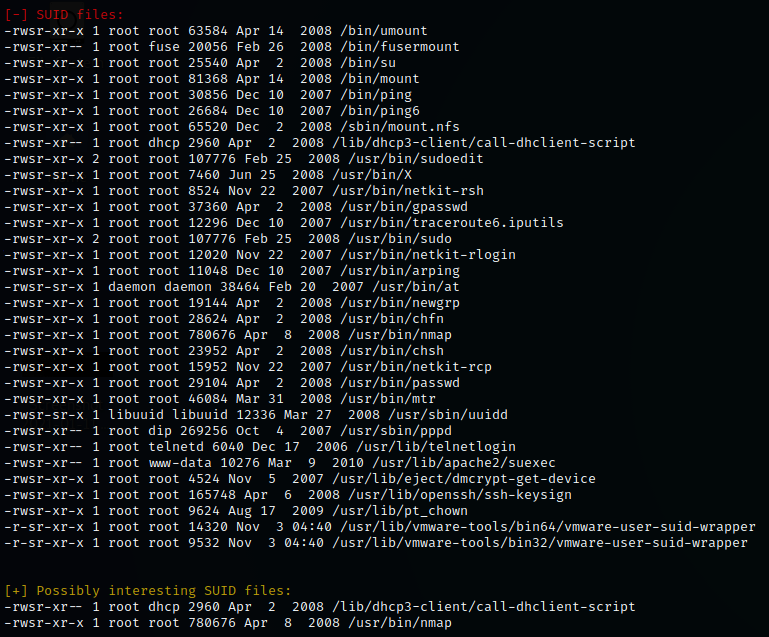 [-] SUID files:
-rwsr-xr-x 1 root root 63584 Apr 14  2008 /bin/umount
-rwsr-xr-- 1 root fuse 20056 Feb 26  2008 /bin/fusermount
-rwsr-xr-x 1 root root 25540 Apr  2  2008 /bin/su
-rwsr-xr-x 1 root root 81368 Apr 14  2008 /bin/mount
-rwsr-xr-x 1 root root 30856 Dec 10  2007 /bin/ping
-rwsr-xr-x 1 root root 26684 Dec 10  2007 /bin/ping6
-rwsr-xr-x 1 root root 65520 Dec  2  2008 /sbin/mount.nfs
-rwsr-xr-- 1 root dhcp 2960 Apr  2  2008 /lib/dhcp3-client/call-dhclient-script
-rwsr-xr-x 2 root root 107776 Feb 25  2008 /usr/bin/sudoedit
-rwsr-sr-x 1 root root 7460 Jun 25  2008 /usr/bin/X
-rwsr-xr-x 1 root root 8524 Nov 22  2007 /usr/bin/netkit-rsh
-rwsr-xr-x 1 root root 37360 Apr  2  2008 /usr/bin/gpasswd
-rwsr-xr-x 1 root root 12296 Dec 10  2007 /usr/bin/traceroute6.iputils
-rwsr-xr-x 2 root root 107776 Feb 25  2008 /usr/bin/sudo
-rwsr-xr-x 1 root root 12020 Nov 22  2007 /usr/bin/netkit-rlogin
-rwsr-xr-x 1 root root 11048 Dec 10  2007 /usr/bin/arping
-rwsr-sr-x 1 daemon daemon 38464 Feb 20  2007 /usr/bin/at
-rwsr-xr-x 1 root root 19144 Apr  2  2008 /usr/bin/newgrp
-rwsr-xr-x 1 root root 28624 Apr  2  2008 /usr/bin/chfn
-rwsr-xr-x 1 root root 780676 Apr  8  2008 /usr/bin/nmap
-rwsr-xr-x 1 root root 23952 Apr  2  2008 /usr/bin/chsh
-rwsr-xr-x 1 root root 15952 Nov 22  2007 /usr/bin/netkit-rcp
-rwsr-xr-x 1 root root 29104 Apr  2  2008 /usr/bin/passwd
-rwsr-xr-x 1 root root 46084 Mar 31  2008 /usr/bin/mtr
-rwsr-sr-x 1 libuuid libuuid 12336 Mar 27  2008 /usr/sbin/uuidd
-rwsr-xr-- 1 root dip 269256 Oct  4  2007 /usr/sbin/pppd
-rwsr-xr-- 1 root telnetd 6040 Dec 17  2006 /usr/lib/telnetlogin
-rwsr-xr-- 1 root www-data 10276 Mar  9  2010 /usr/lib/apache2/suexec
-rwsr-xr-x 1 root root 4524 Nov  5  2007 /usr/lib/eject/dmcrypt-get-device
-rwsr-xr-x 1 root root 165748 Apr  6  2008 /usr/lib/openssh/ssh-keysign
-rwsr-xr-x 1 root root 9624 Aug 17  2009 /usr/lib/pt_chown
-r-sr-xr-x 1 root root 14320 Nov  3 04:40 /usr/lib/vmware-tools/bin64/vmware-user-suid-wrapper
-r-sr-xr-x 1 root root 9532 Nov  3 04:40 /usr/lib/vmware-tools/bin32/vmware-user-suid-wrapper
[+] Possibly interesting SUID files:
-rwsr-xr-- 1 root dhcp 2960 Apr  2  2008 /lib/dhcp3-client/call-dhclient-script
-rwsr-xr-x 1 root root 780676 Apr  8  2008 /usr/bin/nmap